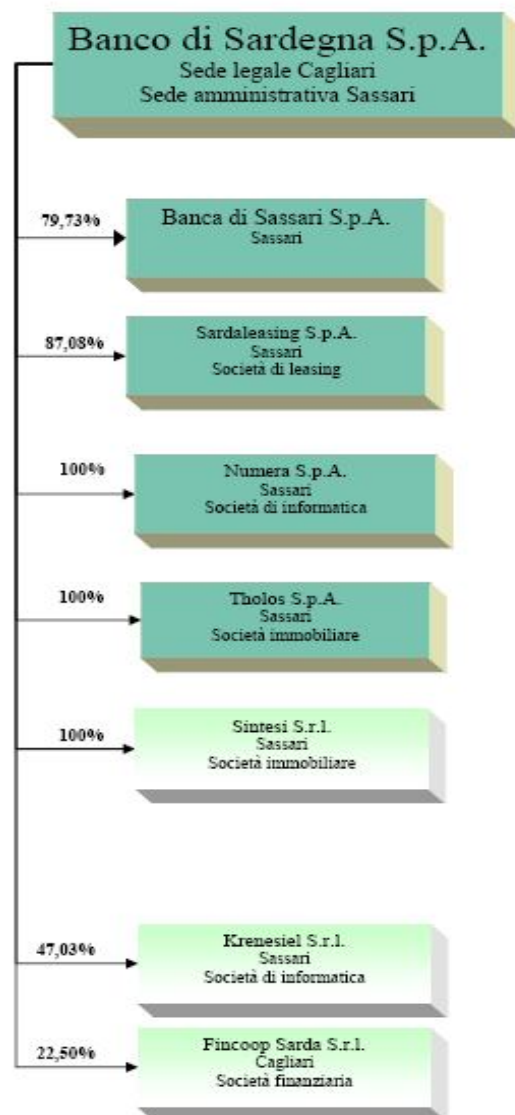 Banco di Sardegna S.p.A.
Sede legale Cagliari
Sede amministrativa Sassari
79,73%
Banca di Sassari S.p.A.
Sassari
87,08%
Sardaleasing S.p.A.
Sassari
Società di leasing
100%
Numera S.p.A.
Sassari
Società di informatica
100%
Tholos S.p.A.
Sassari
Società immobiliare
100%
Sintesi S.r.l.
Sassari
Società immobiliare
47,03%
Krenesiel S.r.l.
Sassari
Società di informatica
22,50%
Fincoop Sarda S.r.l.
Cagliari
Società finanziaria